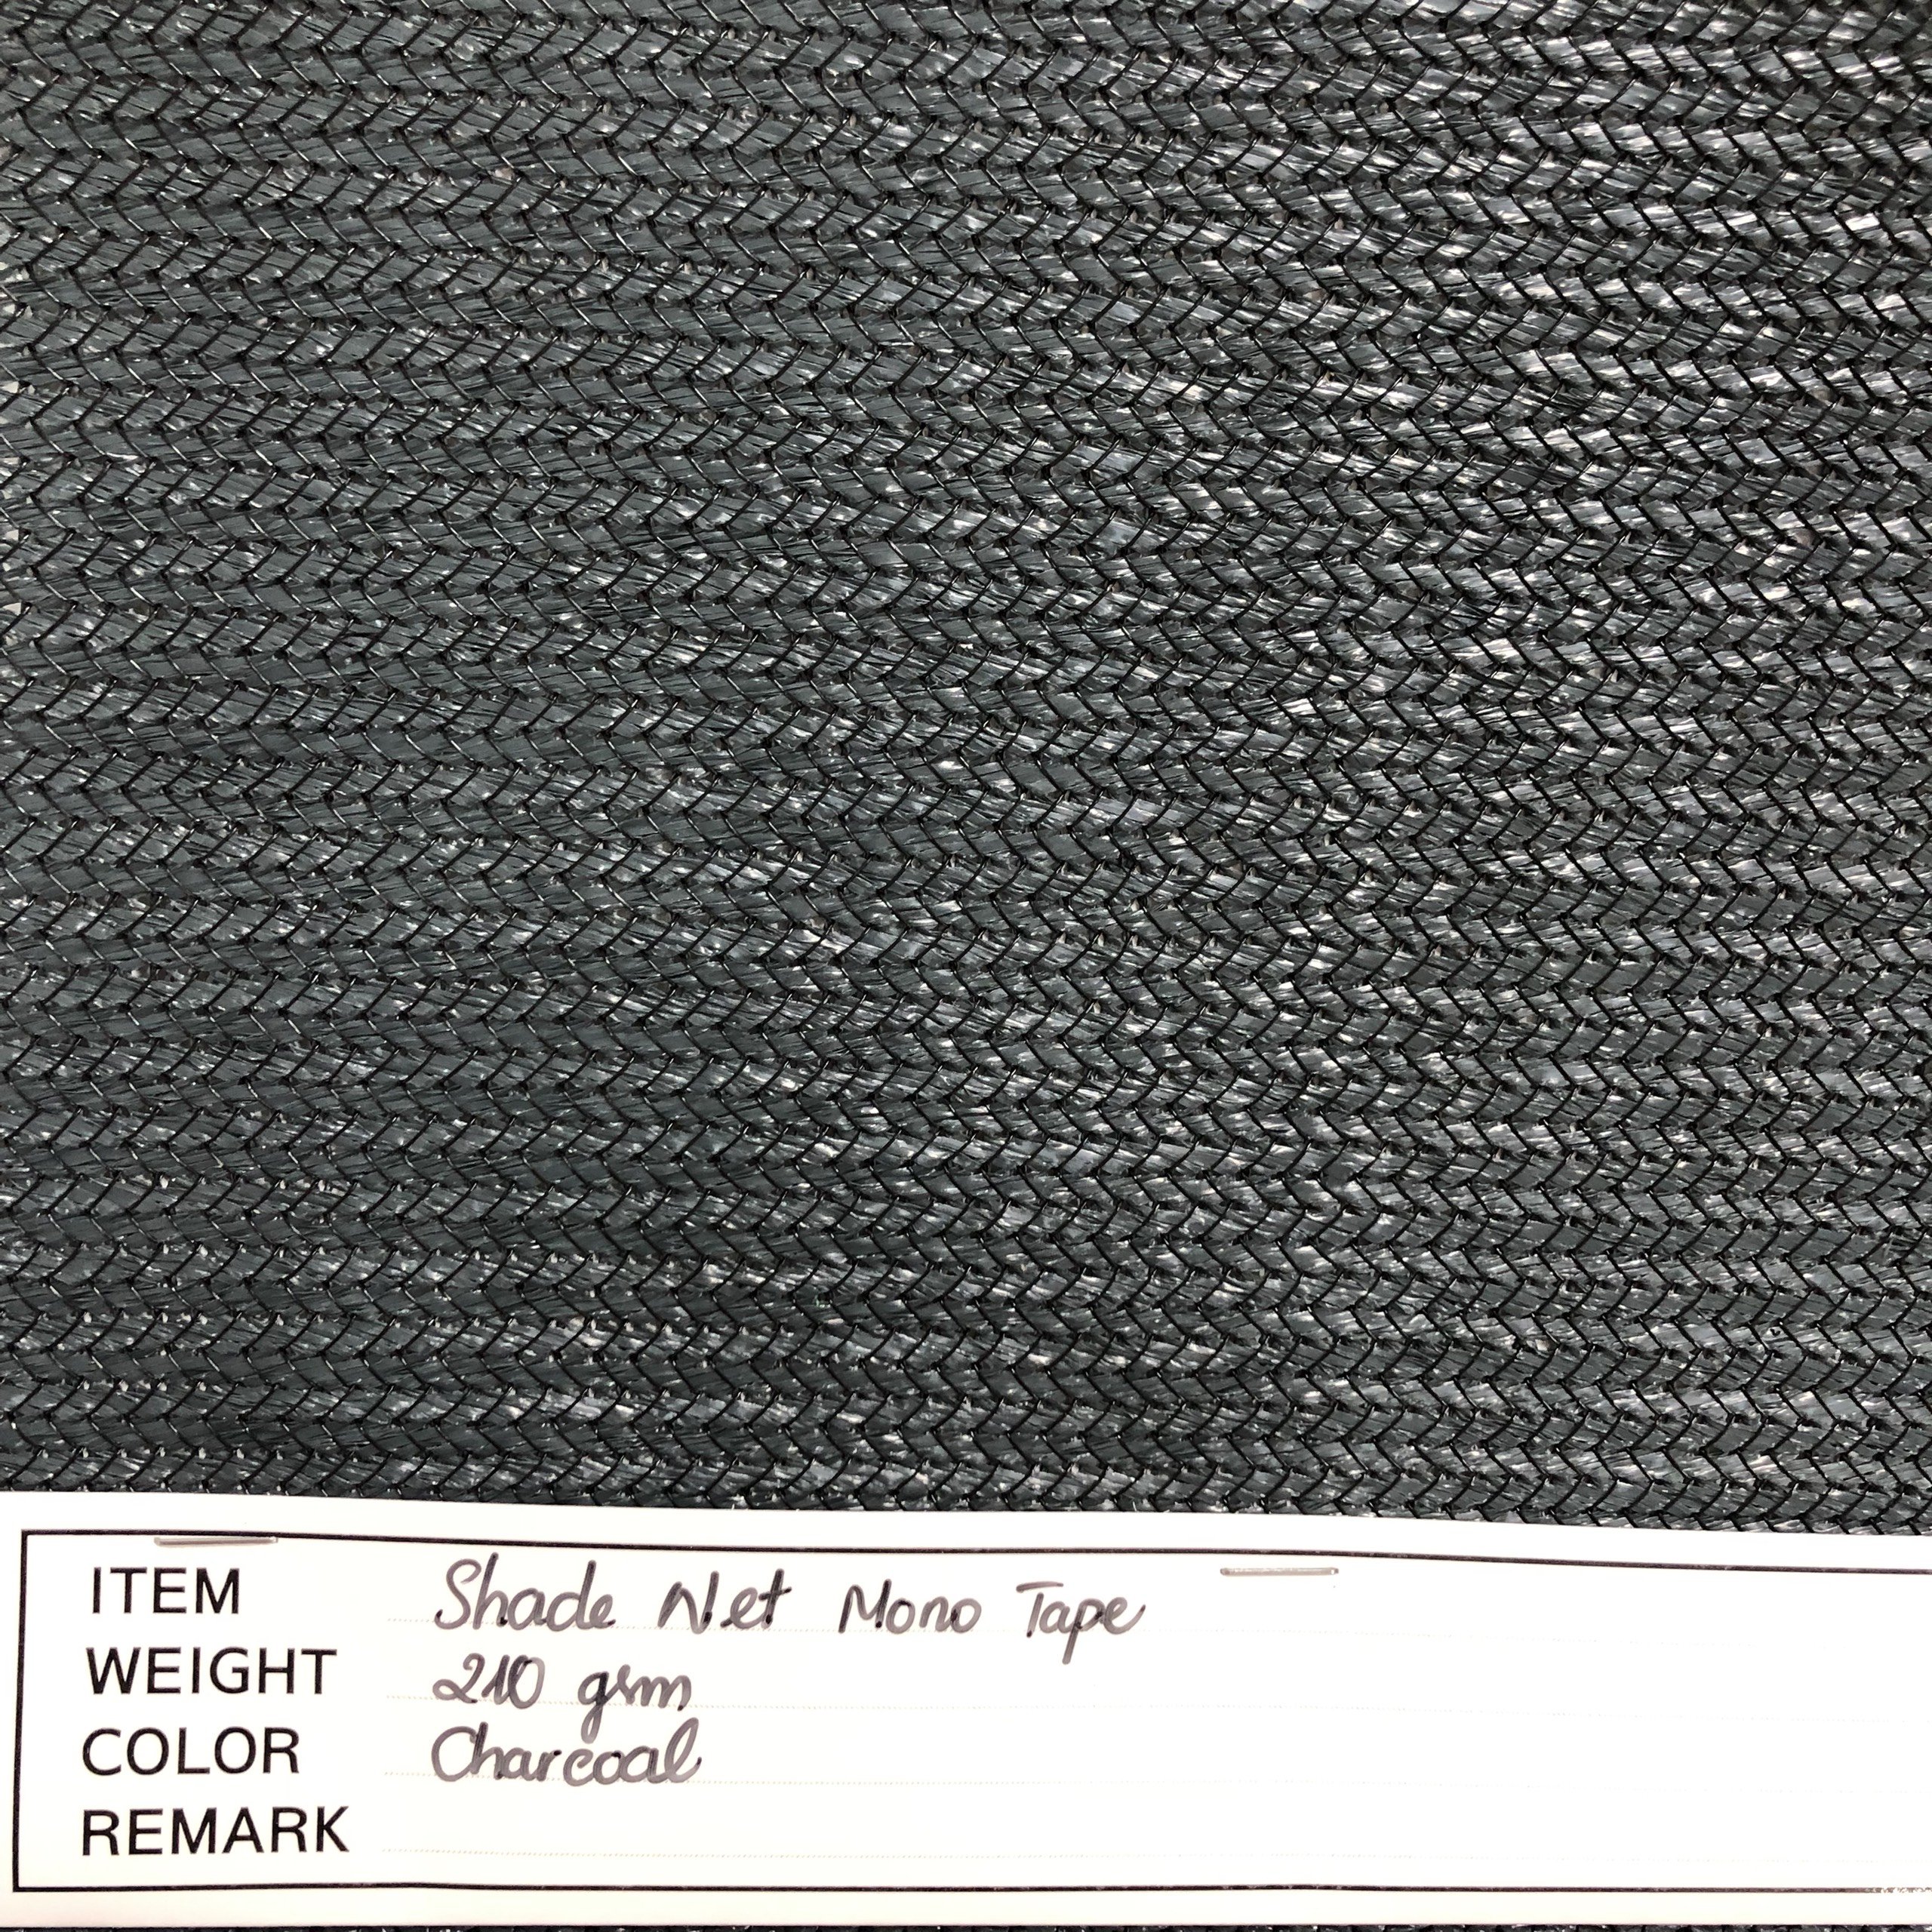 ITEM Shade Net Mono Tape
WEIGHT 210 gsm
COLOR Charcoal
REMARK